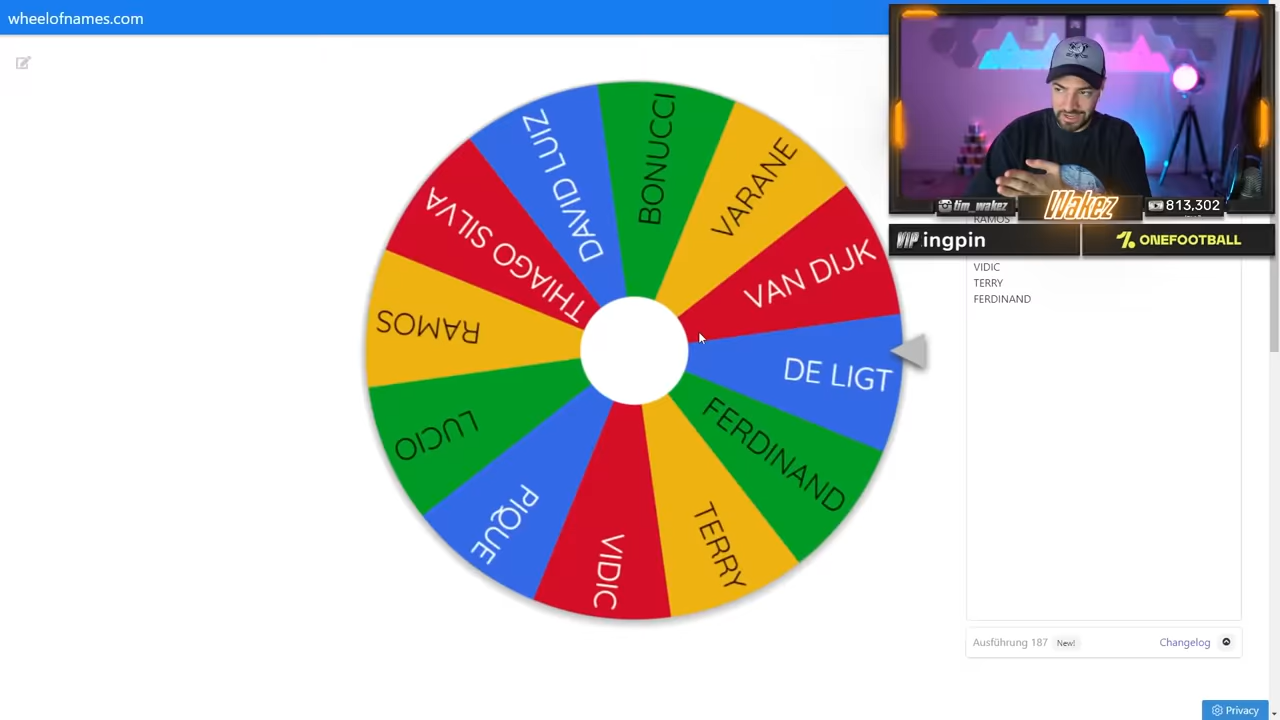 wheelofnames.com
BONUCCI
VARANE
VAN DIJK
DE LIGT
FERDINAND
TERRY
VIDIC
PIQUE
LUCIO
RAMOS
THIAGO SILVA
DAVID LUIZ
tim_wakez
Wakez
813,302
RAMOS
VIP ingpin
ONEFOOTBALL
VIDIC
TERRY
FERDINAND
Ausführung 187 New! Changelog
Privacy